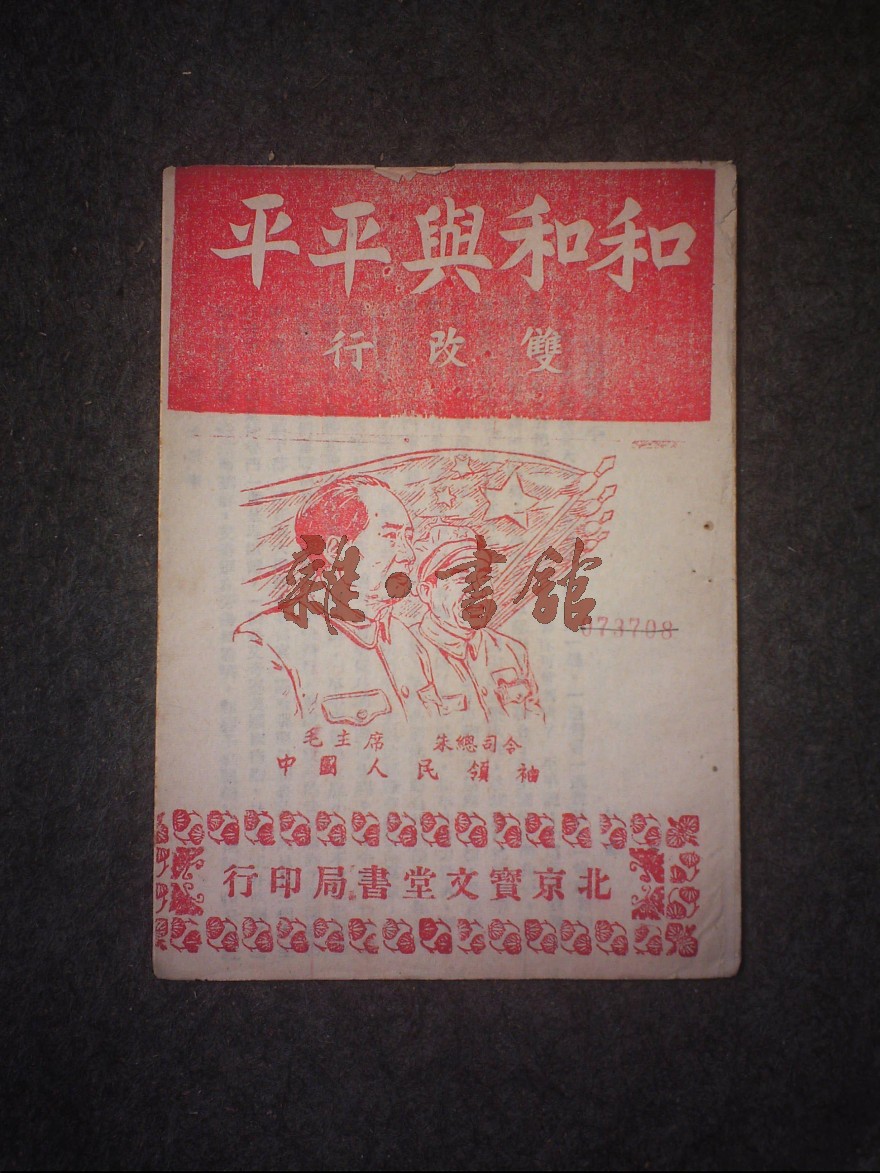 和和與平平
雙改行
雜·書舘
073708
毛主席 朱總司令
中國人民領袖
北京寶文堂書局印行